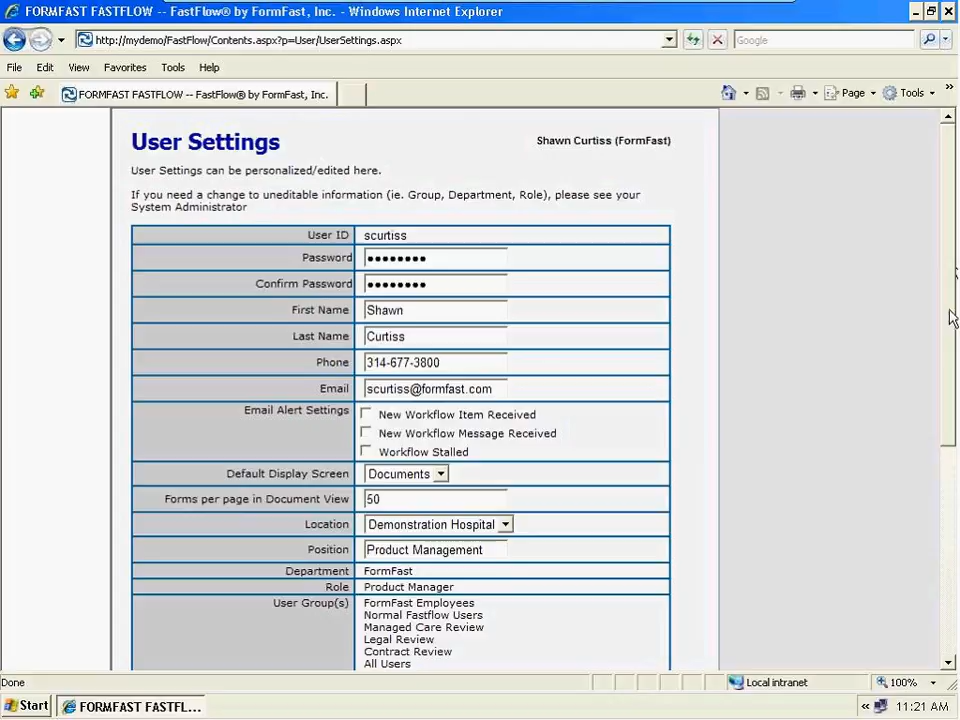 FORMFAST FASTFLOW -- FastFlow® by FormFast, Inc. - Windows Internet Explorer
http://mydemo/FastFlow/Contents.aspx?p=User/UserSettings.aspx
Google
File Edit View Favorites Tools Help
FORMFAST FASTFLOW -- FastFlow® by FormFast, Inc.
Page Tools
User Settings
Shawn Curtiss (FormFast)
User Settings can be personalized/edited here.
If you need a change to uneditable information (ie. Group, Department, Role), please see your
System Administrator
User ID scurtiss
Password ●●●●●●●●
Confirm Password ●●●●●●●●
First Name Shawn
Last Name Curtiss
Phone 314-677-3800
Email scurtiss@formfast.com
Email Alert Settings New Workflow Item Received
New Workflow Message Received
Workflow Stalled
Default Display Screen Documents
Forms per page in Document View 50
Location Demonstration Hospital
Position Product Management
Department FormFast
Role Product Manager
User Group(s) FormFast Employees
Normal Fastflow Users
Managed Care Review
Legal Review
Contract Review
All Users
Done Local intranet 100%
Start FORMFAST FASTFL... 11:21 AM